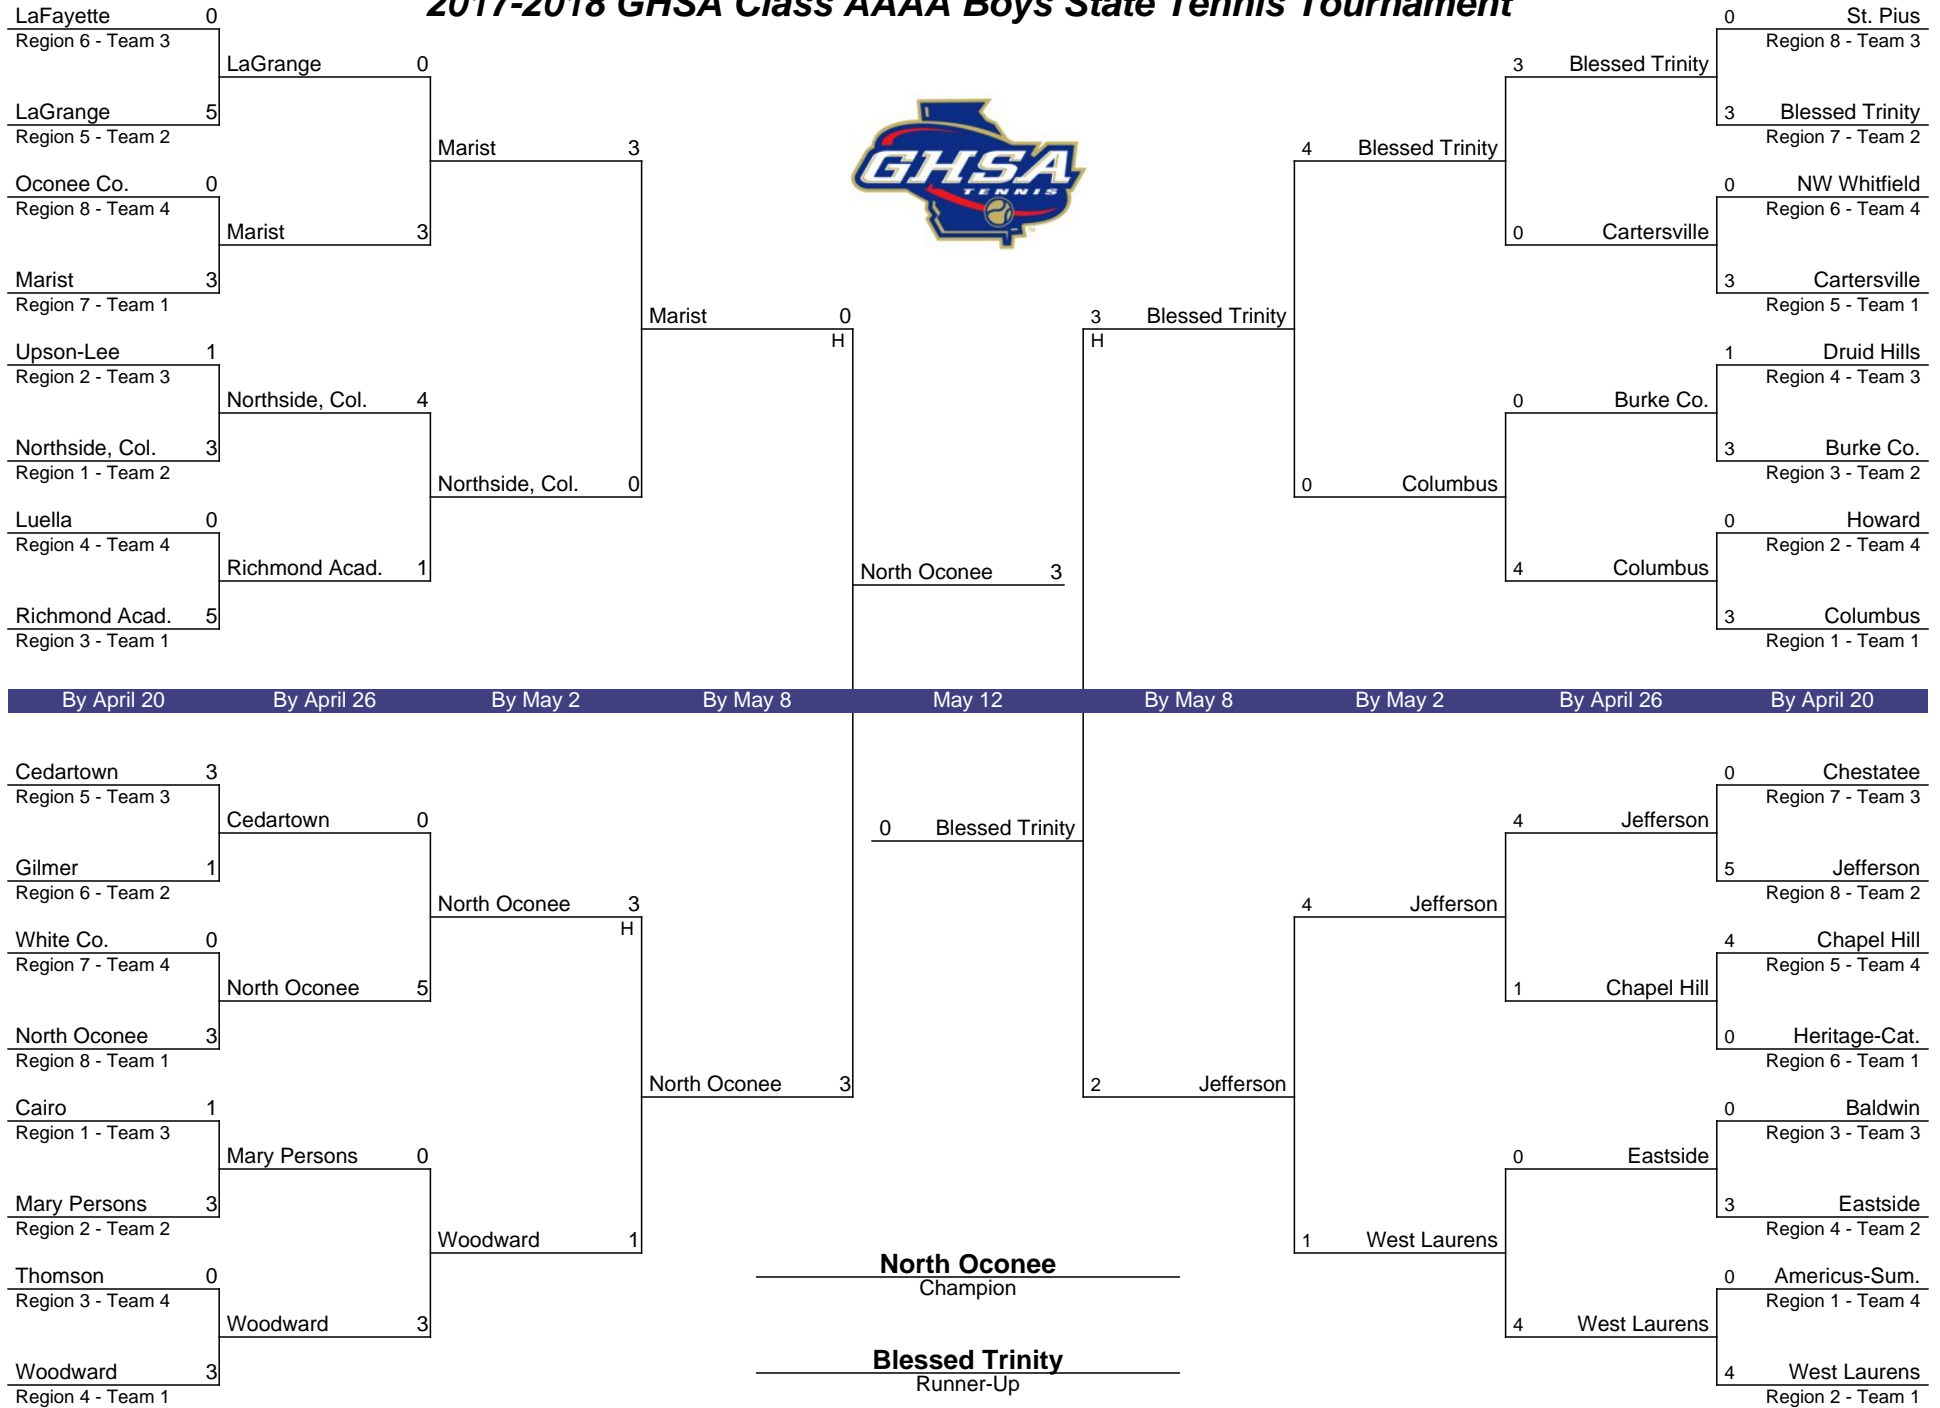 2017-2018 GHSA Class AAAA Boys State Tennis Tournament
LaFayette 0
Region 6 - Team 3
LaGrange 5
Region 5 - Team 2
Oconee Co. 0
Region 8 - Team 4
Marist 3
Region 7 - Team 1
Upson-Lee 1
Region 2 - Team 3
Northside, Col. 3
Region 1 - Team 2
Luella 0
Region 4 - Team 4
Richmond Acad. 5
Region 3 - Team 1
LaGrange 0
Marist 3
Northside, Col. 4
Richmond Acad. 1
Marist 3
Northside, Col. 0
Marist 0
H
GHSA
TENNIS
North Oconee 3
3 Blessed Trinity
H
4 Blessed Trinity
0 Columbus
3 Blessed Trinity
0 Cartersville
0 Burke Co.
4 Columbus
0 St. Pius
Region 8 - Team 3
3 Blessed Trinity
Region 7 - Team 2
0 NW Whitfield
Region 6 - Team 4
3 Cartersville
Region 5 - Team 1
1 Druid Hills
Region 4 - Team 3
3 Burke Co.
Region 3 - Team 2
0 Howard
Region 2 - Team 4
3 Columbus
Region 1 - Team 1
By April 20 By April 26 By May 2 By May 8 May 12 By May 8 By May 2 By April 26 By April 20
Cedartown 3
Region 5 - Team 3
Gilmer 1
Region 6 - Team 2
White Co. 0
Region 7 - Team 4
North Oconee 3
Region 8 - Team 1
Cairo 1
Region 1 - Team 3
Mary Persons 3
Region 2 - Team 2
Thomson 0
Region 3 - Team 4
Woodward 3
Region 4 - Team 1
Cedartown 0
North Oconee 5
Mary Persons 0
Woodward 3
North Oconee 3
H
Woodward 1
North Oconee 3
0 Blessed Trinity
2 Jefferson
4 Jefferson
1 West Laurens
4 Jefferson
1 Chapel Hill
0 Eastside
4 West Laurens
0 Chestatee
Region 7 - Team 3
5 Jefferson
Region 8 - Team 2
4 Chapel Hill
Region 5 - Team 4
0 Heritage-Cat.
Region 6 - Team 1
0 Baldwin
Region 3 - Team 3
3 Eastside
Region 4 - Team 2
0 Americus-Sum.
Region 1 - Team 4
4 West Laurens
Region 2 - Team 1
North Oconee
Champion
Blessed Trinity
Runner-Up